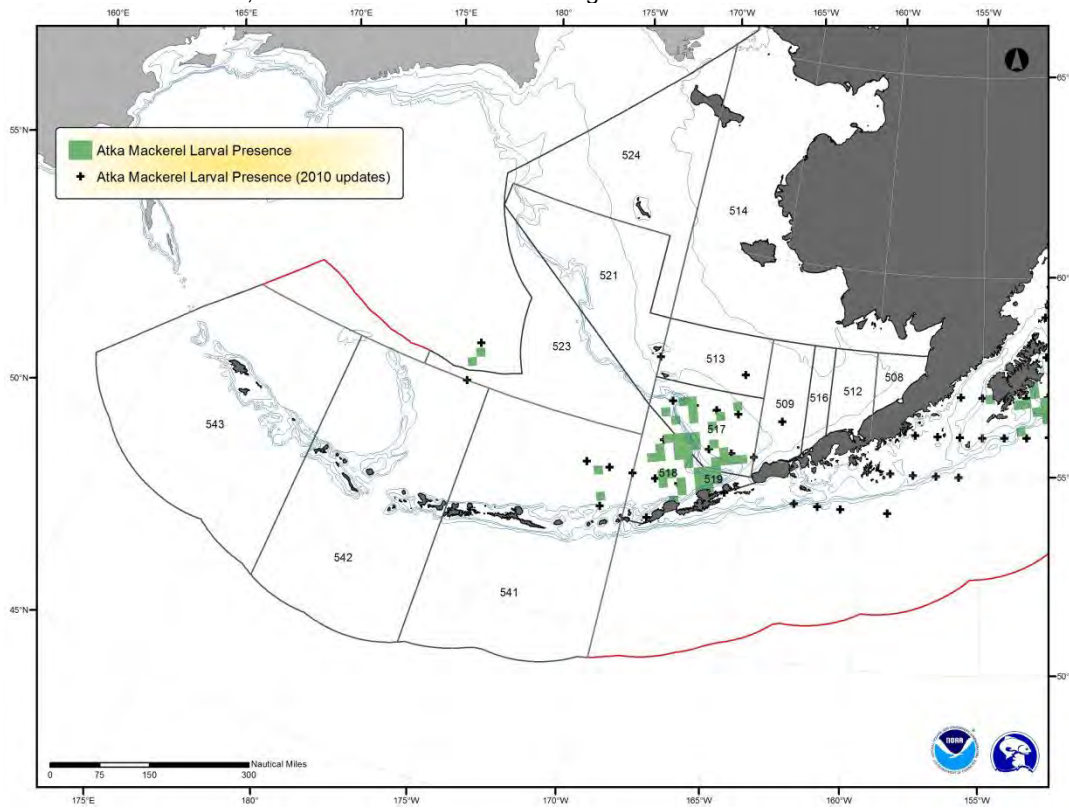 160°E 165°E 170°E 175°E 180° 175°W 170°W 165°W 160°W 155°W
65°N
55°N
Atka Mackerel Larval Presence
Atka Mackerel Larval Presence (2010 updates)
524
514
521
60°N
523
513
50°N
509 516 512 508
543
517
518
519
55°N
542
541
45°N
50°N
NOAA
Nautical Miles
0 75 150 300
175°E 180° 175°W 170°W 165°W 160°W 155°W